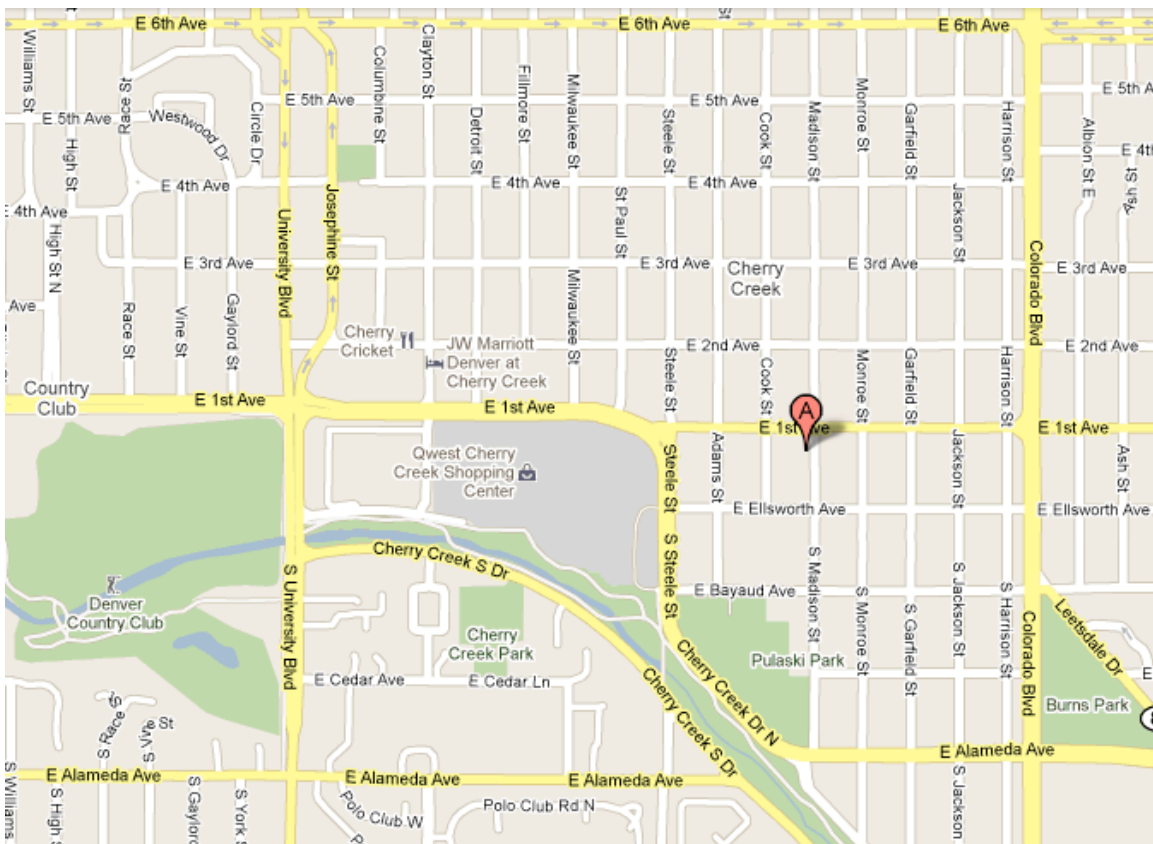 E 6th Ave
E 6th Ave
E 6th Ave
E 6th Ave
Williams St
High St
Race St
Circle Dr
Columbine St
Clayton St
Fillmore St
Milwaukee St
Steele St
Cook St
Madison St
Monroe St
Garfield St
Harrison St
Albion St
E 5th Ave
E 5th Ave
E 5th Ave
E 5th A
Westwood Dr
Detroit St
E 4th Ave
E 4th Ave
E 4th Ave
E 4th Ave
E 4t
E
Ash St
High St N
University Blvd
Josephine St
St Paul St
Jackson St
Colorado Blvd
E 3rd Ave
E 3rd Ave
E 3rd Ave
E 3rd Ave
E 3rd Ave
Cherry
Creek
Ave
Race St
Vine St
Gaylord St
Milwaukee St
Cherry
Cricket
JW Marriott
Denver at
Cherry Creek
E 2nd Ave
E 2nd Ave
Steele St
Cook St
Monroe St
Garfield St
Harrison St
Country
Club
E 1st Ave
E 1st Ave
E 1st Ave
E 1st Ave
A
Qwest Cherry
Creek Shopping
Center
Steele St
Adams St
Jackson St
Ash St
E Ellsworth Ave
E Ellsworth Ave
Cherry Creek S Dr
S Steele St
S Madison St
S Monroe St
S Garfield St
S Jackson St
S Harrison St
E Bayaud Ave
Denver
Country Club
S University Blvd
Cherry
Creek Park
Pulaski Park
Colorado Blvd
Leetsdale Dr
Burns Park
E
E Cedar Ave
E Cedar Ln
Cherry Creek Dr N
Cherry Creek S Dr
S Race St
S Vine St
E Alameda Ave
E Alameda Ave
E Alameda Ave
E Alameda Ave
S Williams
S High S
S Gaylord
S York S
Polo Club W
Polo Club Rd N
S Jackson